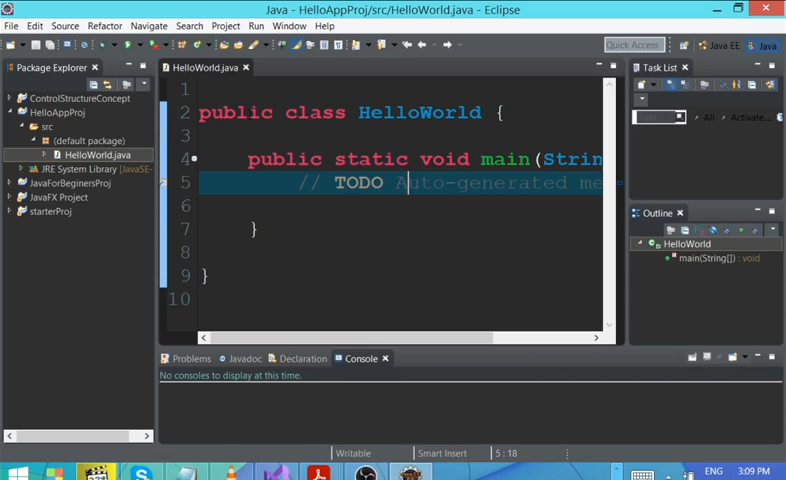 Java - HelloAppProj/src/HelloWorld.java - Eclipse
File Edit Source Refactor Navigate Search Project Run Window Help
Quick Access
Java EE
Java
Package Explorer
ControlStructureConcept
HelloAppProj
src
(default package)
HelloWorld.java
JRE System Library [JavaSE-
JavaForBeginersProj
JavaFX Project
starterProj
HelloWorld.java
1
2 public class HelloWorld {
3
4 public static void main(Strin
5 // TODO Auto-generated me
6
7 }
8
9 }
10
Problems Javadoc Declaration Console
No consoles to display at this time.
Task List
All Activate...
Outline
HelloWorld
main(String[]) : void
Writable Smart Insert 5 : 18
ENG 3:09 PM